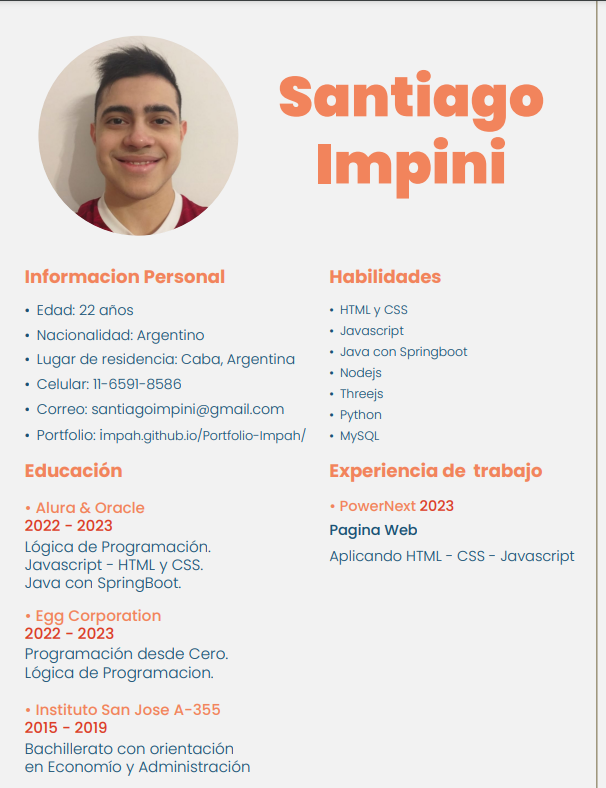 Santiago
Impini
Informacion Personal
• Edad: 22 años
• Nacionalidad: Argentino
• Lugar de residencia: Caba, Argentina
• Celular: 11-6591-8586
• Correo: santiagoimpini@gmail.com
• Portfolio: impah.github.io/Portfolio-Impah/
Habilidades
• HTML y CSS
• Javascript
• Java con Springboot
• Nodejs
• Threejs
• Python
• MySQL
Educación
• Alura & Oracle
2022 - 2023
Lógica de Programación.
Javascript - HTML y CSS.
Java con SpringBoot.
• Egg Corporation
2022 - 2023
Programación desde Cero.
Lógica de Programacion.
• Instituto San Jose A-355
2015 - 2019
Bachillerato con orientación
en Economío y Administración
Experiencia de trabajo
• PowerNext 2023
Pagina Web
Aplicando HTML - CSS - Javascript